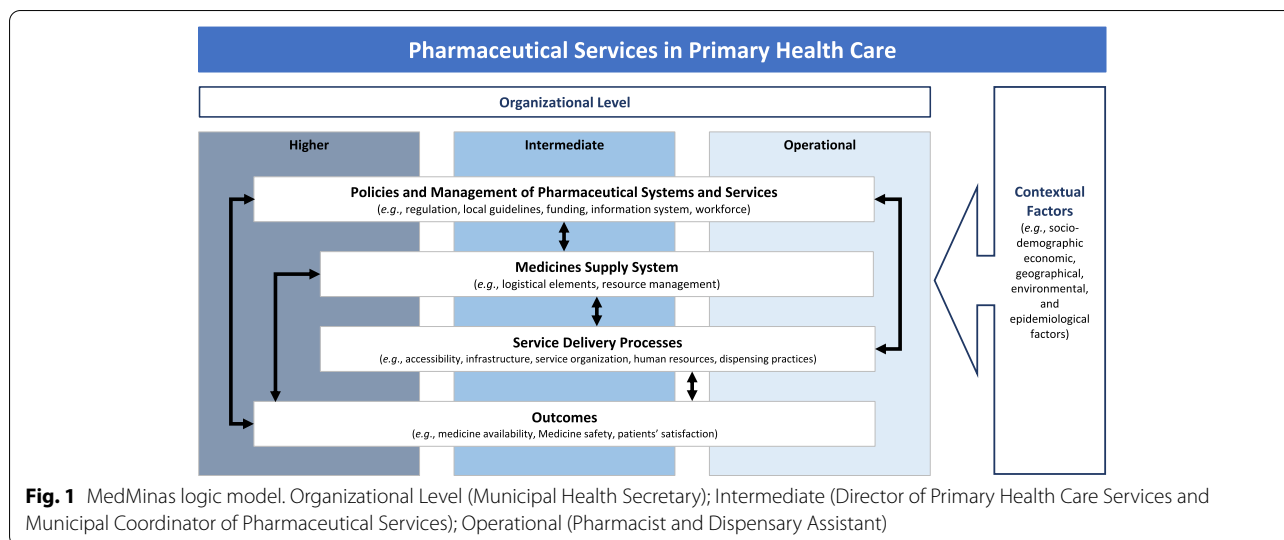 Pharmaceutical Services in Primary Health Care
Organizational Level
Higher
Intermediate
Operational
Policies and Management of Pharmaceutical Systems and Services
(e.g., regulation, local guidelines, funding, information system, workforce)
Medicines Supply System
(e.g., logistical elements, resource management)
Service Delivery Processes
(e.g., accessibility, infrastructure, service organization, human resources, dispensing practices)
Outcomes
(e.g., medicine availability, Medicine safety, patients' satisfaction)
Contextual
Factors
(e.g., socio-
demographic
economic,
geographical,
environmental,
and
epidemiological
factors)
Fig. 1 MedMinas logic model. Organizational Level (Municipal Health Secretary); Intermediate (Director of Primary Health Care Services and
Municipal Coordinator of Pharmaceutical Services); Operational (Pharmacist and Dispensary Assistant)